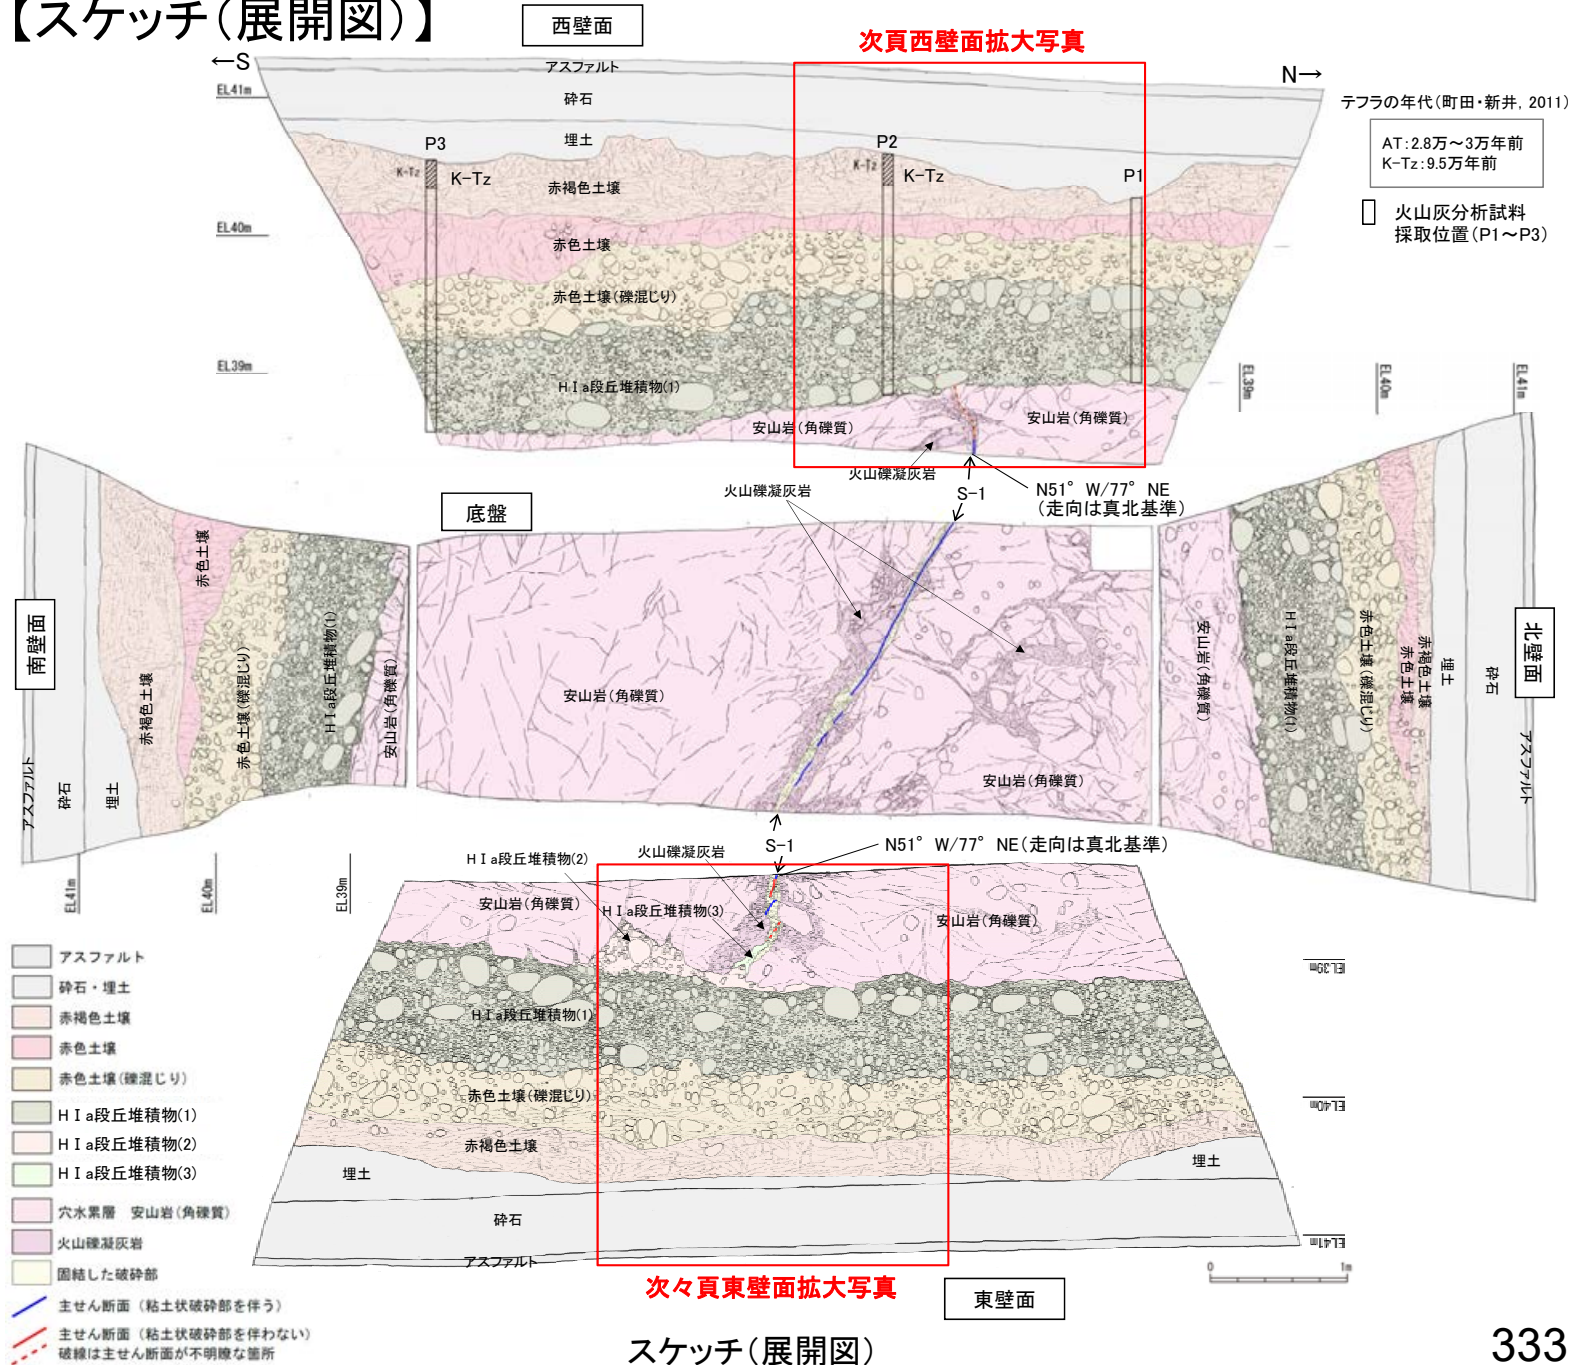 【スケッチ(展開図)】
西壁面
次頁西壁面拡大写真
←S
N→
アスファルト
EL41m
砕石
テフラの年代(町田・新井, 2011)
AT:2.8万～3万年前
K-Tz:9.5万年前
埋土
P3
P2
P1
K-Tz
K-Tz
K-Tz
K-Tz
赤褐色土壌
火山灰分析試料
採取位置(P1～P3)
EL40m
赤色土壌
赤色土壌(礫混じり)
EL39m
HⅠa段丘堆積物(1)
安山岩(角礫質)
安山岩(角礫質)
火山礫凝灰岩
EL39m
EL40m
EL41m
火山礫凝灰岩
S-1
N51° W/77° NE
(走向は真北基準)
底盤
南壁面
アスファルト
砕石
埋土
赤褐色土壌
赤色土壌
赤色土壌(礫混じり)
HⅠa段丘堆積物(1)
安山岩(角礫質)
安山岩(角礫質)
安山岩(角礫質)
安山岩(角礫質)
HⅠa段丘堆積物(1)
赤色土壌(礫混じり)
赤色土壌
赤褐色土壌
埋土
砕石
アスファルト
北壁面
EL41m
EL40m
EL39m
S-1
N51° W/77° NE(走向は真北基準)
HⅠa段丘堆積物(2)
火山礫凝灰岩
安山岩(角礫質)
HⅠa段丘堆積物(3)
安山岩(角礫質)
EL39m
HⅠa段丘堆積物(1)
赤色土壌(礫混じり)
EL40m
赤褐色土壌
埋土
埋土
砕石
EL41m
アスファルト
次々頁東壁面拡大写真
東壁面
0 1m
アスファルト
砕石・埋土
赤褐色土壌
赤色土壌
赤色土壌(礫混じり)
HⅠa段丘堆積物(1)
HⅠa段丘堆積物(2)
HⅠa段丘堆積物(3)
穴水累層 安山岩(角礫質)
火山礫凝灰岩
固結した破砕部
主せん断面（粘土状破砕部を伴う）
主せん断面（粘土状破砕部を伴わない）
破線は主せん断面が不明瞭な箇所
スケッチ(展開図)
333